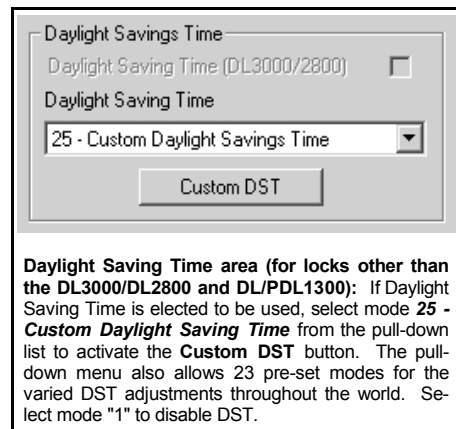 Daylight Savings Time
Daylight Saving Time (DL3000/2800)
Daylight Saving Time
25 - Custom Daylight Savings Time
Custom DST
Daylight Saving Time area (for locks other than
the DL3000/DL2800 and DL/PDL1300): If Daylight
Saving Time is elected to be used, select mode 25 -
Custom Daylight Saving Time from the pull-down
list to activate the Custom DST button. The pull-
down menu also allows 23 pre-set modes for the
varied DST adjustments throughout the world. Se-
lect mode "1" to disable DST.